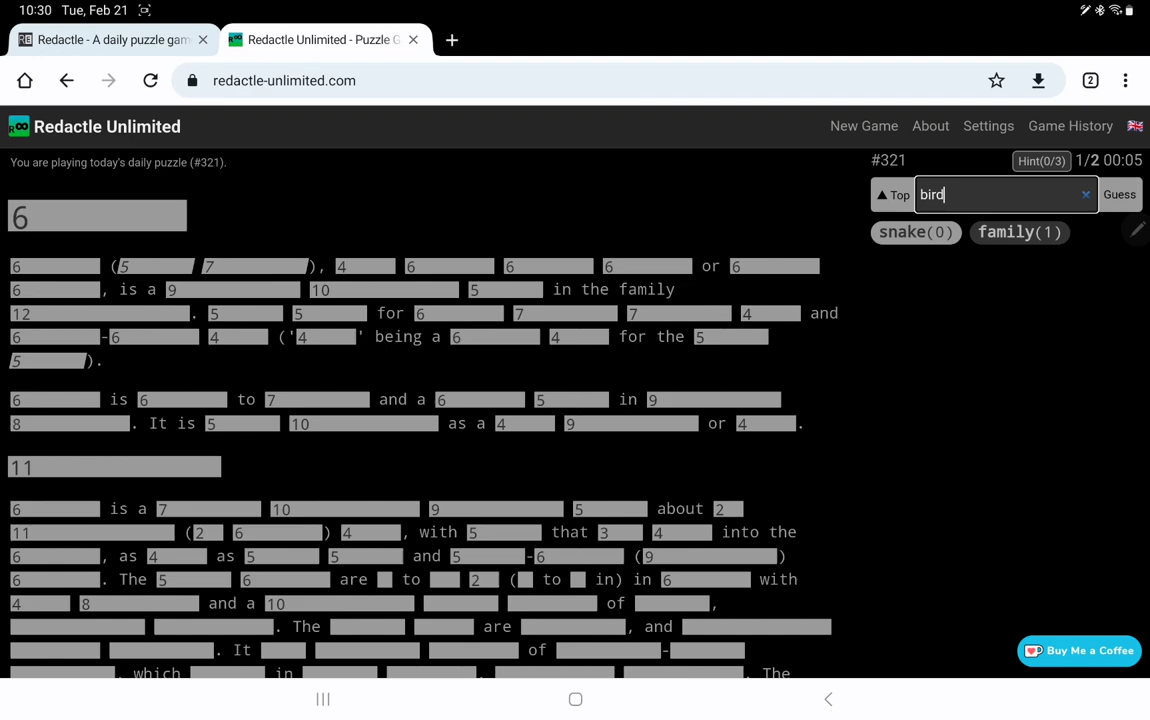 10:30 Tue, Feb 21
Redactle - A daily puzzle gam
Redactle Unlimited - Puzzle G
redactle-unlimited.com
2
Redactle Unlimited
New Game About Settings Game History
You are playing today's daily puzzle (#321).
#321 Hint(0/3) 1/2 00:05
▲ Top bird Guess
snake(0) family(1)
6
6 (5 7), 4 6 6 6 or 6
6, is a 9 10 5 in the family
12. 5 5 for 6 7 7 4 and
6-6 4 ('4' being a 6 4 for the 5
5).
6 is 6 to 7 and a 6 5 in 9
8. It is 5 10 as a 4 9 or 4.
11
6 is a 7 10 9 5 about 2
11 (2 6) 4, with 5 that 3 4 into the
6, as 4 as 5 5 and 5-6 (9)
6. The 5 6 are to 2 ( to in) in 6 with
4 8 and a 10 of ,
. The are , and
. It of -
, which in . The
Buy Me a Coffee